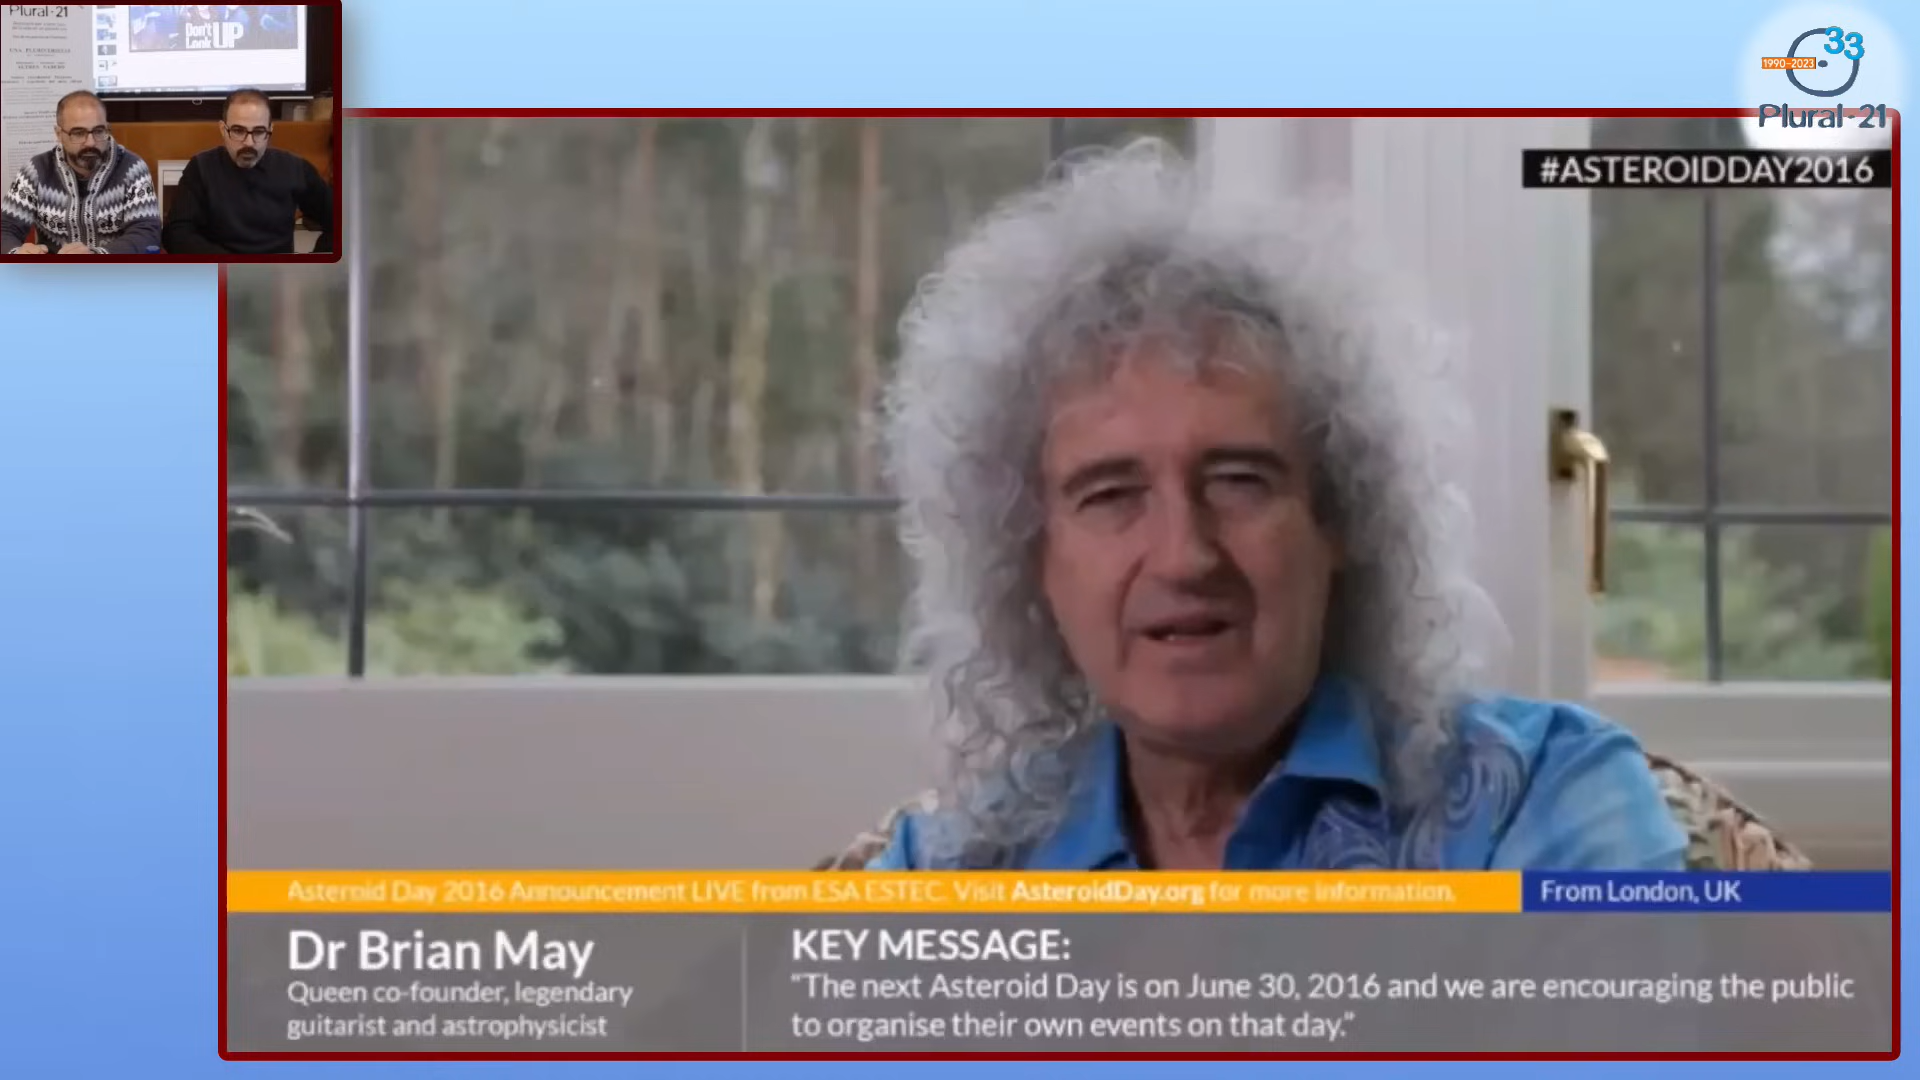 Plural·21
Don't
Look UP
33
1990-2023
Plural·21
#ASTEROIDDAY2016
Asteroid Day 2016 Announcement LIVE from ESA ESTEC. Visit AsteroidDay.org for more information.
From London, UK
Dr Brian May
Queen co-founder, legendary
guitarist and astrophysicist
KEY MESSAGE:
“The next Asteroid Day is on June 30, 2016 and we are encouraging the public
to organise their own events on that day.”